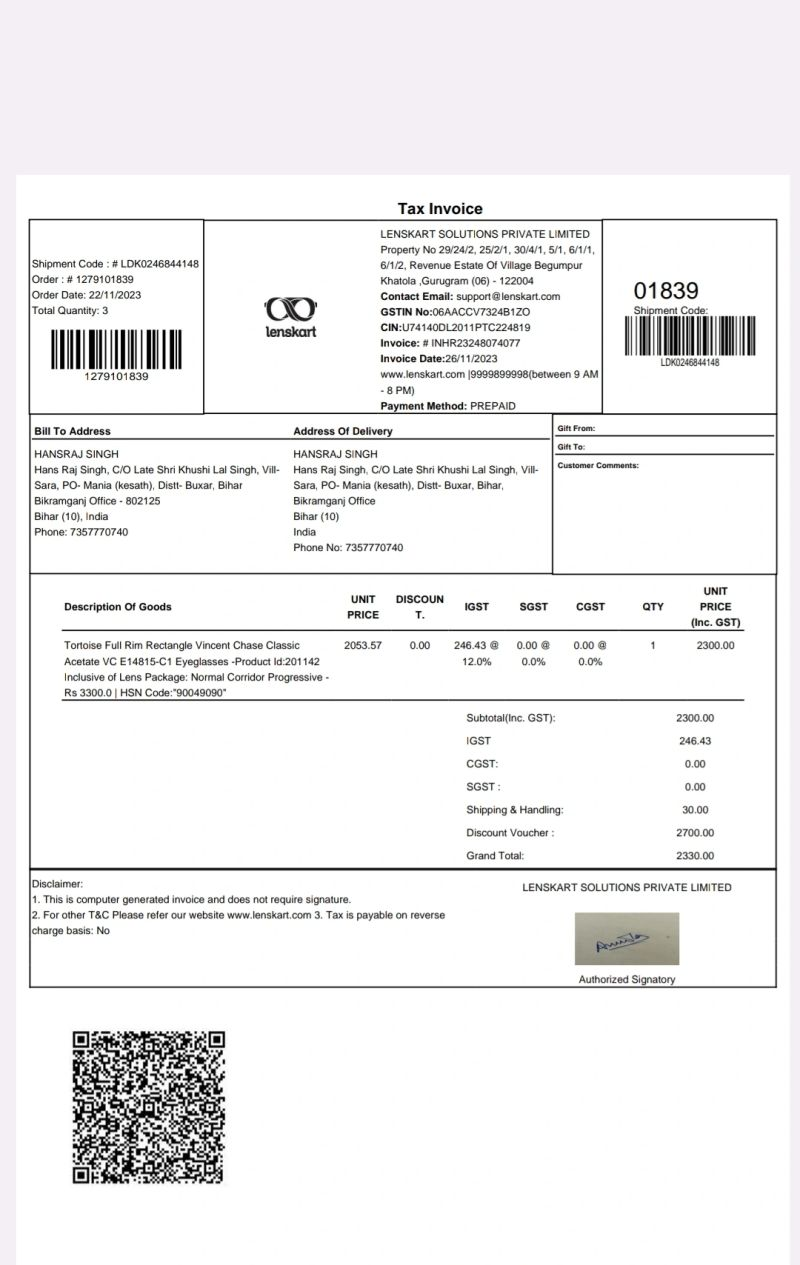 Tax Invoice
Shipment Code : # LDK0246844148
Order : # 1279101839
Order Date: 22/11/2023
Total Quantity: 3
1279101839
lenskart
LENSKART SOLUTIONS PRIVATE LIMITED
Property No 29/24/2, 25/2/1, 30/4/1, 5/1, 6/1/1,
6/1/2, Revenue Estate Of Village Begumpur
Khatola ,Gurugram (06) - 122004
Contact Email: support@lenskart.com
GSTIN No:06AACCV7324B1ZO
CIN:U74140DL2011PTC224819
Invoice: # INHR23248074077
Invoice Date:26/11/2023
www.lenskart.com |9999899998(between 9 AM
- 8 PM)
Payment Method: PREPAID
01839
Shipment Code:
LDK0246844148
Bill To Address
HANSRAJ SINGH
Hans Raj Singh, C/O Late Shri Khushi Lal Singh, Vill-
Sara, PO- Mania (kesath), Distt- Buxar, Bihar
Bikramganj Office - 802125
Bihar (10), India
Phone: 7357770740
Address Of Delivery
HANSRAJ SINGH
Hans Raj Singh, C/O Late Shri Khushi Lal Singh, Vill-
Sara, PO- Mania (kesath), Distt- Buxar, Bihar,
Bikramganj Office
Bihar (10)
India
Phone No: 7357770740
Gift From:
Gift To:
Customer Comments:
Description Of Goods UNIT PRICE DISCOUN T. IGST SGST CGST QTY UNIT PRICE (Inc. GST)
Tortoise Full Rim Rectangle Vincent Chase Classic 2053.57 0.00 246.43 @ 0.00 @ 0.00 @ 1 2300.00
Acetate VC E14815-C1 Eyeglasses -Product Id:201142 12.0% 0.0% 0.0%
Inclusive of Lens Package: Normal Corridor Progressive -
Rs 3300.0 | HSN Code:"90049090"
Subtotal(Inc. GST): 2300.00
IGST 246.43
CGST: 0.00
SGST : 0.00
Shipping & Handling: 30.00
Discount Voucher : 2700.00
Grand Total: 2330.00
Disclaimer:
1. This is computer generated invoice and does not require signature.
2. For other T&C Please refer our website www.lenskart.com 3. Tax is payable on reverse
charge basis: No
LENSKART SOLUTIONS PRIVATE LIMITED
Authorized Signatory